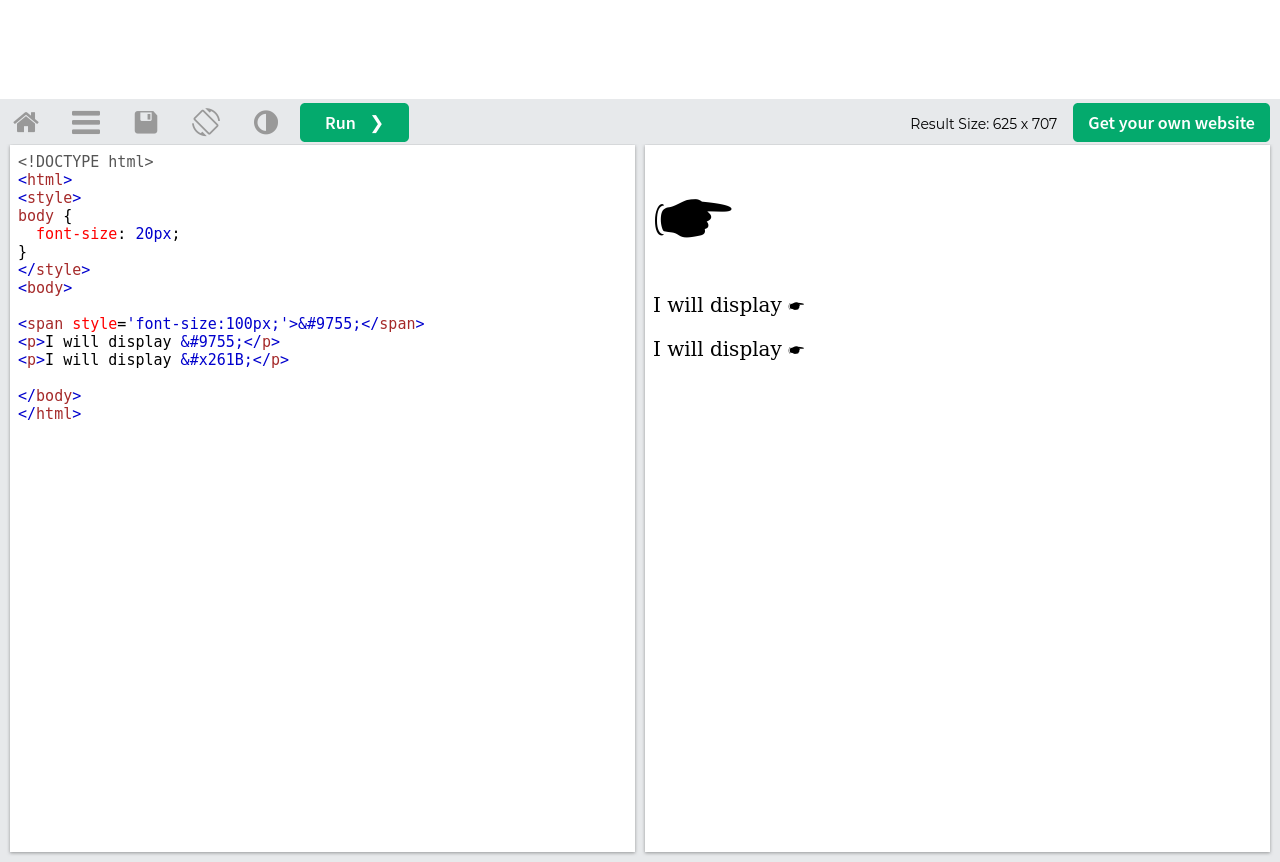 Run ❯
Result Size: 625 x 707
Get your own website
<!DOCTYPE html>
<html>
<style>
body {
  font-size: 20px;
}
</style>
<body>
<span style='font-size:100px;'>&#9755;</span>
<p>I will display &#9755;</p>
<p>I will display &#x261B;</p>
</body>
</html>
☛
I will display ☛
I will display ☛